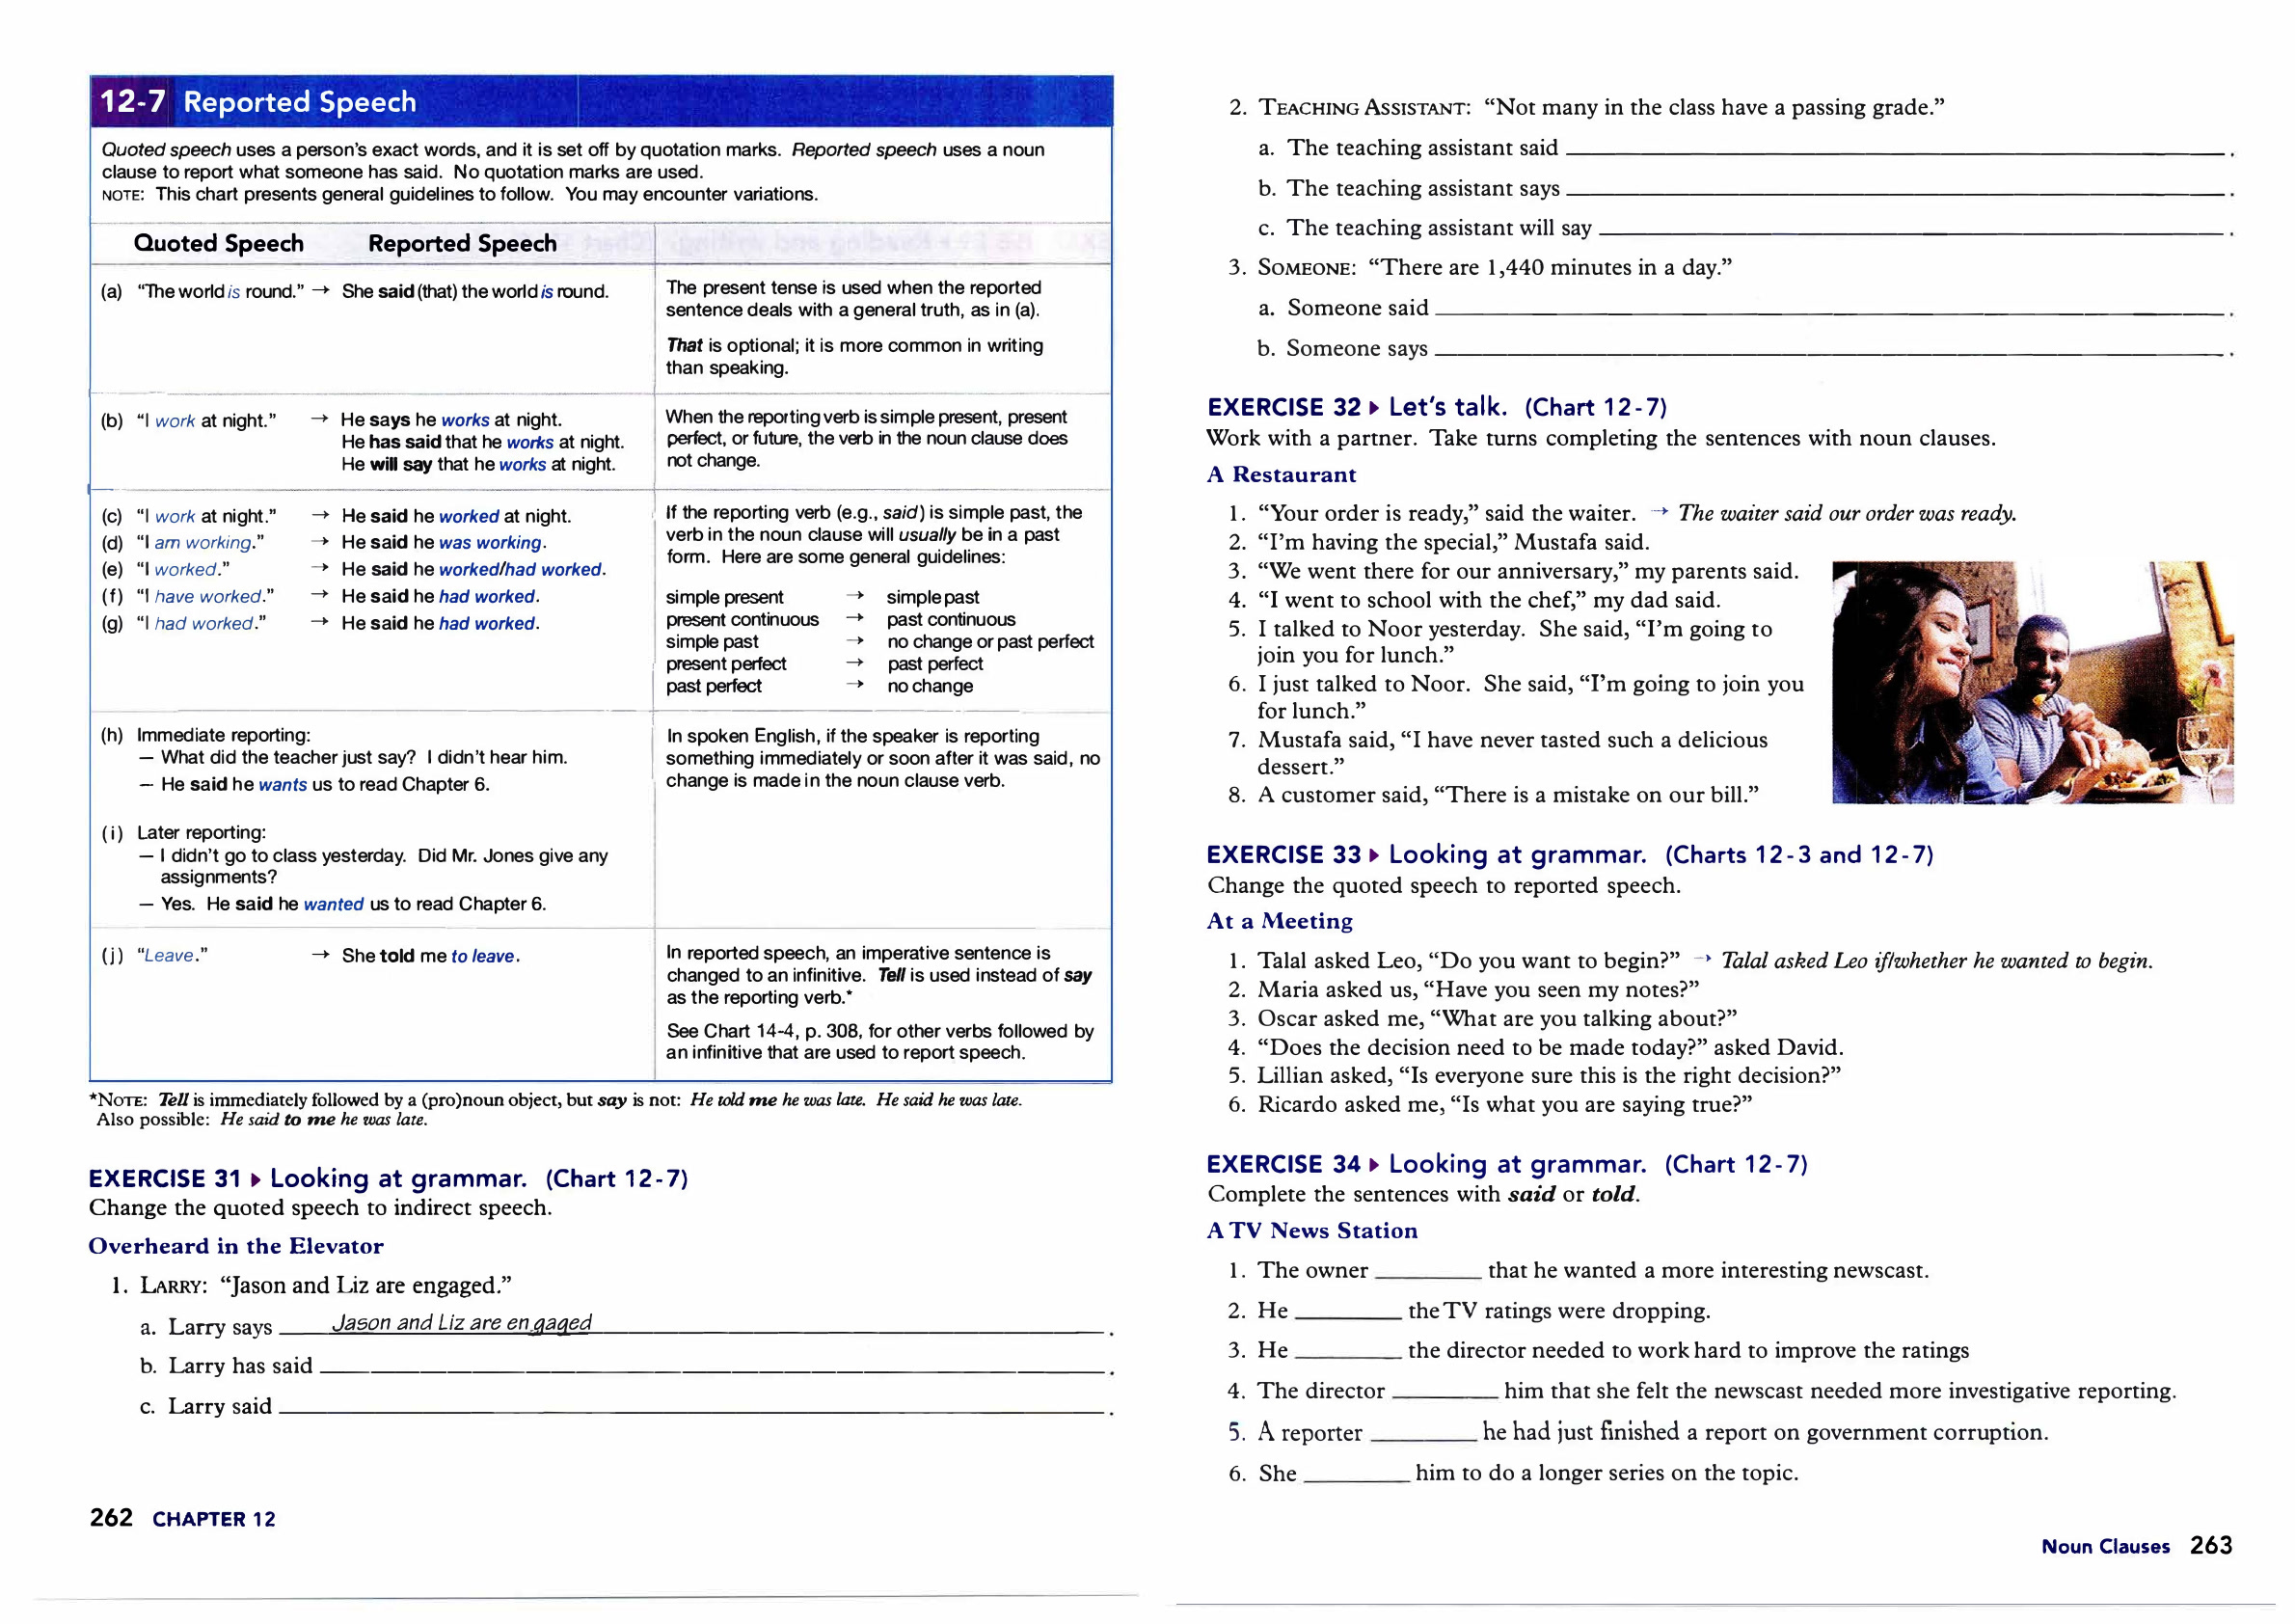 12-7 Reported Speech
Quoted speech uses a person's exact words, and it is set off by quotation marks. Reported speech uses a noun
clause to report what someone has said. No quotation marks are used.
NOTE: This chart presents general guidelines to follow. You may encounter variations.
Quoted Speech Reported Speech
(a) “The world is round.” → She said (that) the world is round.
The present tense is used when the reported
sentence deals with a general truth, as in (a).
That is optional; it is more common in writing
than speaking.
(b) “I work at night.” → He says he works at night.
He has said that he works at night.
He will say that he works at night.
When the reporting verb is simple present, present
perfect, or future, the verb in the noun clause does
not change.
(c) “I work at night.” → He said he worked at night.
(d) “I am working.” → He said he was working.
(e) “I worked.” → He said he worked/had worked.
(f) “I have worked.” → He said he had worked.
(g) “I had worked.” → He said he had worked.
If the reporting verb (e.g., said) is simple past, the
verb in the noun clause will usually be in a past
form. Here are some general guidelines:
simple present → simple past
present continuous → past continuous
simple past → no change or past perfect
present perfect → past perfect
past perfect → no change
(h) Immediate reporting:
— What did the teacher just say? I didn't hear him.
— He said he wants us to read Chapter 6.
(i) Later reporting:
— I didn't go to class yesterday. Did Mr. Jones give any
assignments?
— Yes. He said he wanted us to read Chapter 6.
In spoken English, if the speaker is reporting
something immediately or soon after it was said, no
change is made in the noun clause verb.
(j) “Leave.” → She told me to leave.
In reported speech, an imperative sentence is
changed to an infinitive. Tell is used instead of say
as the reporting verb.*
See Chart 14-4, p. 308, for other verbs followed by
an infinitive that are used to report speech.
*NOTE: Tell is immediately followed by a (pro)noun object, but say is not: He told me he was late. He said he was late.
Also possible: He said to me he was late.
EXERCISE 31 ▸ Looking at grammar. (Chart 12-7)
Change the quoted speech to indirect speech.
Overheard in the Elevator
1. LARRY: “Jason and Liz are engaged.”
a. Larry says Jason and Liz are engaged.
b. Larry has said .
c. Larry said .
262 CHAPTER 12
2. TEACHING ASSISTANT: “Not many in the class have a passing grade.”
a. The teaching assistant said .
b. The teaching assistant says .
c. The teaching assistant will say .
3. SOMEONE: “There are 1,440 minutes in a day.”
a. Someone said .
b. Someone says .
EXERCISE 32 ▸ Let's talk. (Chart 12-7)
Work with a partner. Take turns completing the sentences with noun clauses.
A Restaurant
1. “Your order is ready,” said the waiter. → The waiter said our order was ready.
2. “I'm having the special,” Mustafa said.
3. “We went there for our anniversary,” my parents said.
4. “I went to school with the chef,” my dad said.
5. I talked to Noor yesterday. She said, “I'm going to
join you for lunch.”
6. I just talked to Noor. She said, “I'm going to join you
for lunch.”
7. Mustafa said, “I have never tasted such a delicious
dessert.”
8. A customer said, “There is a mistake on our bill.”
EXERCISE 33 ▸ Looking at grammar. (Charts 12-3 and 12-7)
Change the quoted speech to reported speech.
At a Meeting
1. Talal asked Leo, “Do you want to begin?” → Talal asked Leo if/whether he wanted to begin.
2. Maria asked us, “Have you seen my notes?”
3. Oscar asked me, “What are you talking about?”
4. “Does the decision need to be made today?” asked David.
5. Lillian asked, “Is everyone sure this is the right decision?”
6. Ricardo asked me, “Is what you are saying true?”
EXERCISE 34 ▸ Looking at grammar. (Chart 12-7)
Complete the sentences with said or told.
A TV News Station
1. The owner ________ that he wanted a more interesting newscast.
2. He ________ the TV ratings were dropping.
3. He ________ the director needed to work hard to improve the ratings
4. The director ________ him that she felt the newscast needed more investigative reporting.
5. A reporter ________ he had just finished a report on government corruption.
6. She ________ him to do a longer series on the topic.
Noun Clauses 263